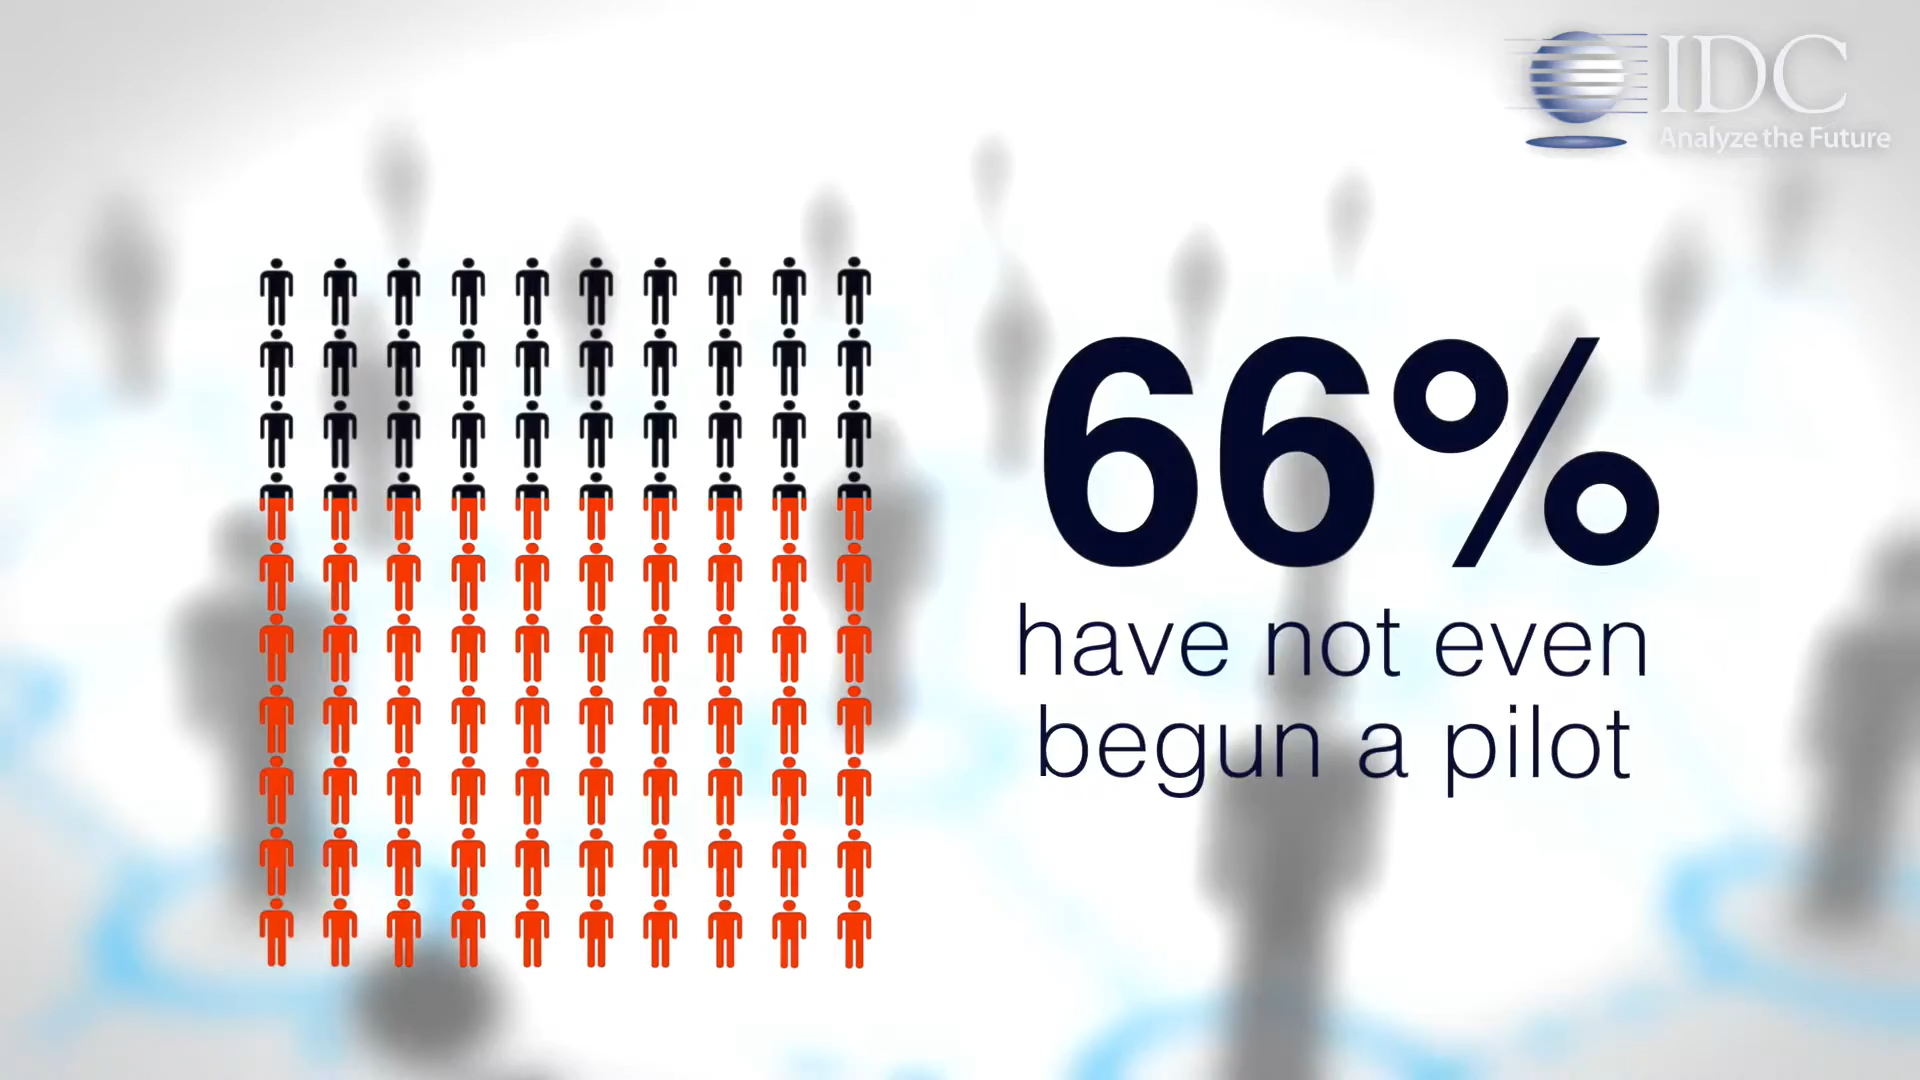 IDC
Analyze the Future
66%
have not even
begun a pilot